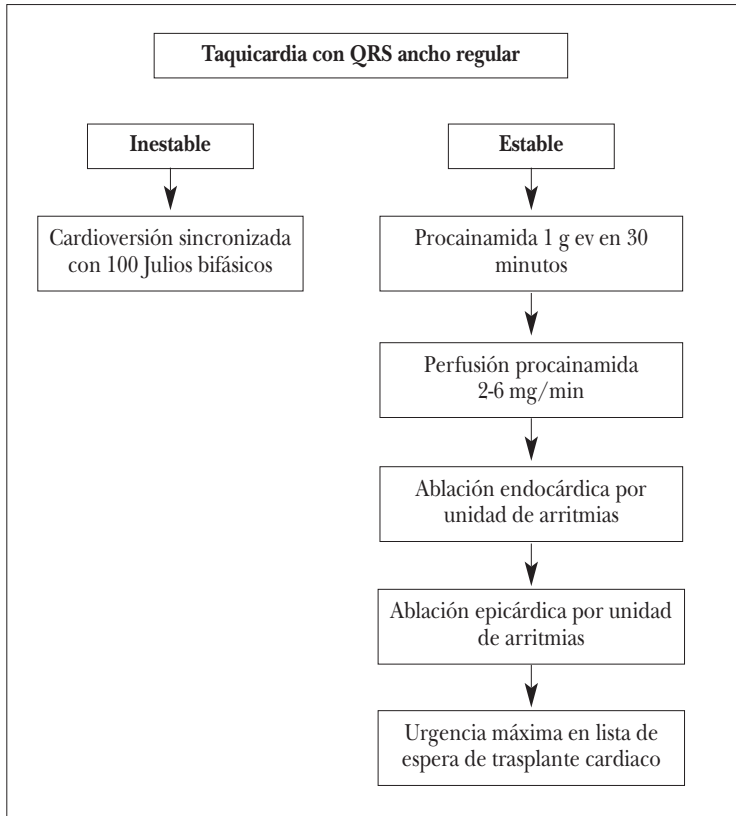 Taquicardia con QRS ancho regular
Inestable
Estable
Cardioversión sincronizada
con 100 Julios bifásicos
Procainamida 1 g ev en 30
minutos
Perfusión procainamida
2-6 mg/min
Ablación endocárdica por
unidad de arritmias
Ablación epicárdica por unidad
de arritmias
Urgencia máxima en lista de
espera de trasplante cardiaco